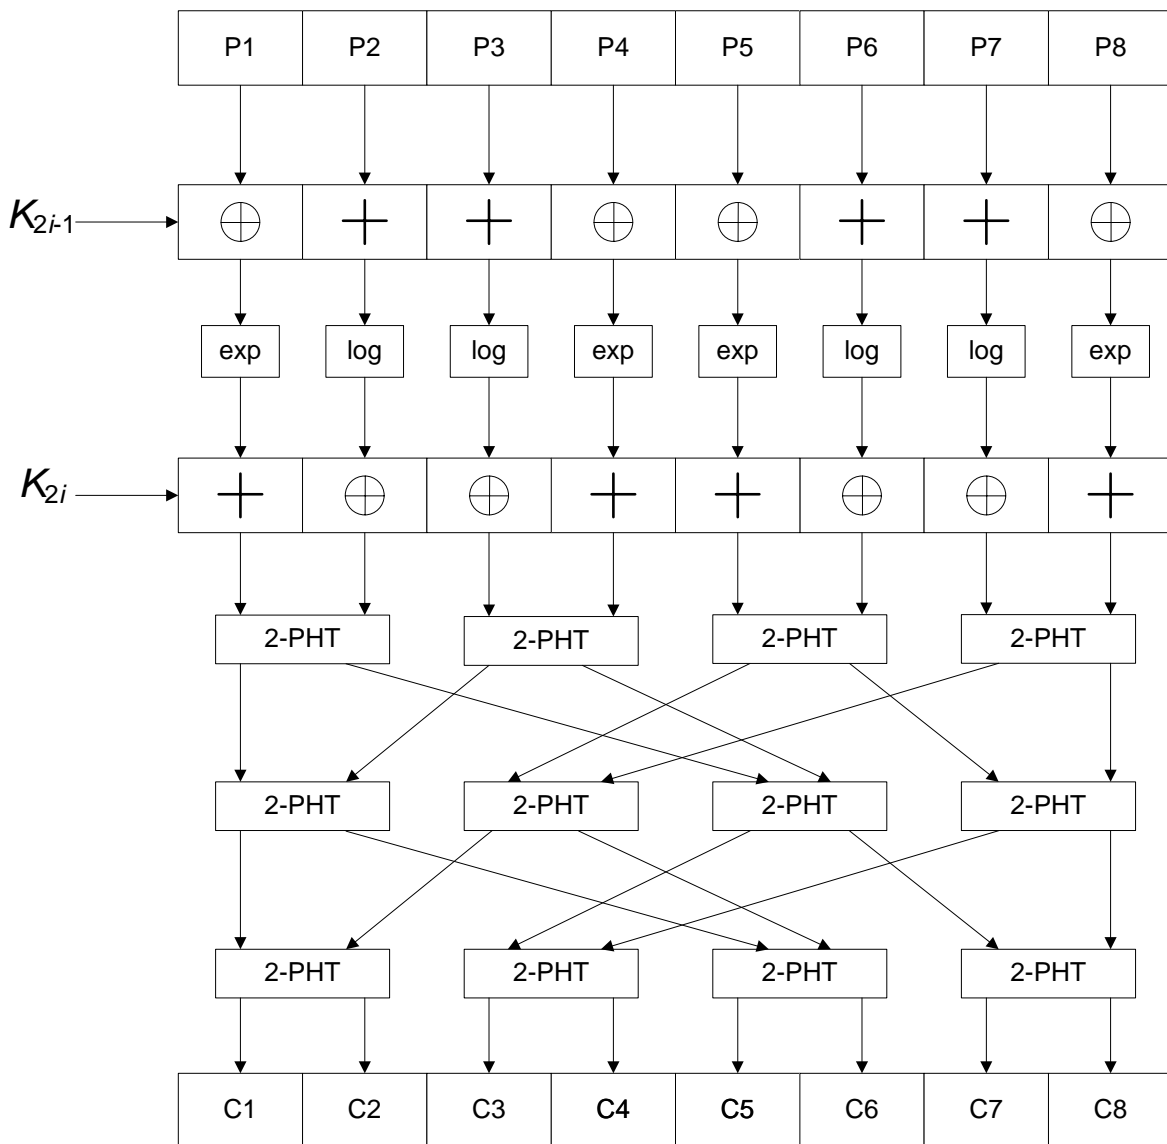 P1 P2 P3 P4 P5 P6 P7 P8
K2i-1
exp log log exp exp log log exp
K2i
2-PHT 2-PHT 2-PHT 2-PHT
2-PHT 2-PHT 2-PHT 2-PHT
2-PHT 2-PHT 2-PHT 2-PHT
C1 C2 C3 C4 C5 C6 C7 C8